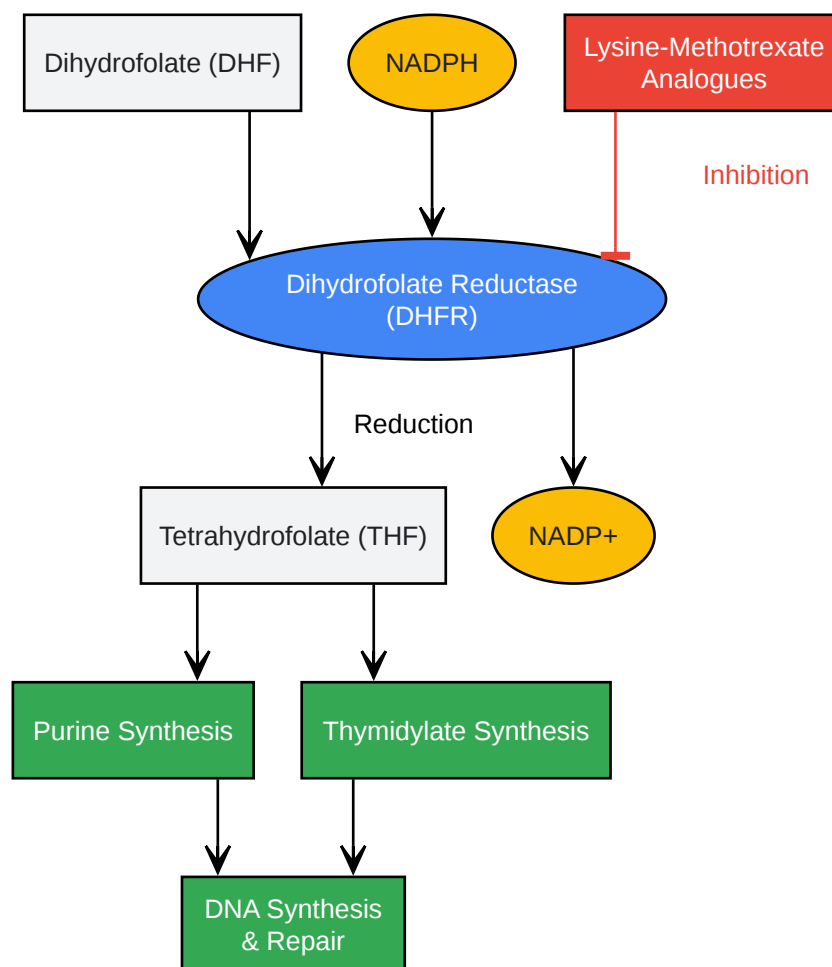 Dihydrofolate (DHF)
NADPH
Lysine-Methotrexate
Analogues
Inhibition
Dihydrofolate Reductase
(DHFR)
Reduction
Tetrahydrofolate (THF)
NADP+
Purine Synthesis
Thymidylate Synthesis
DNA Synthesis
& Repair